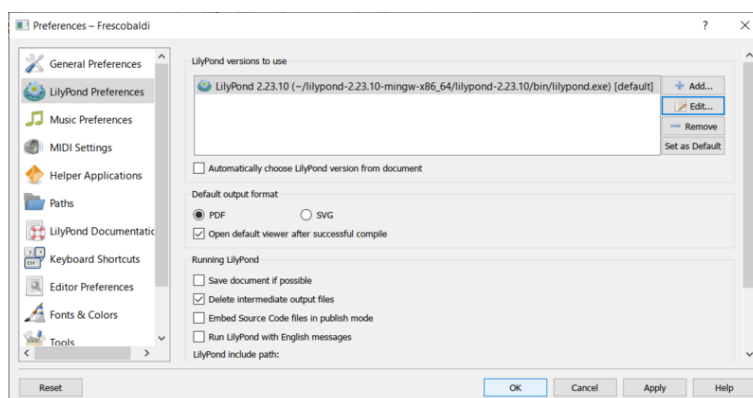 Preferences – Frescobaldi
?
General Preferences
LilyPond Preferences
Music Preferences
MIDI Settings
Helper Applications
Paths
LilyPond Documentatic
Keyboard Shortcuts
Editor Preferences
Fonts & Colors
Tools
LilyPond versions to use
LilyPond 2.23.10 (~/lilypond-2.23.10-mingw-x86_64/lilypond-2.23.10/bin/lilypond.exe) [default]
Add...
Edit...
Remove
Set as Default
Automatically choose LilyPond version from document
Default output format
PDF
SVG
Open default viewer after successful compile
Running LilyPond
Save document if possible
Delete intermediate output files
Embed Source Code files in publish mode
Run LilyPond with English messages
LilyPond include path:
Reset
OK
Cancel
Apply
Help